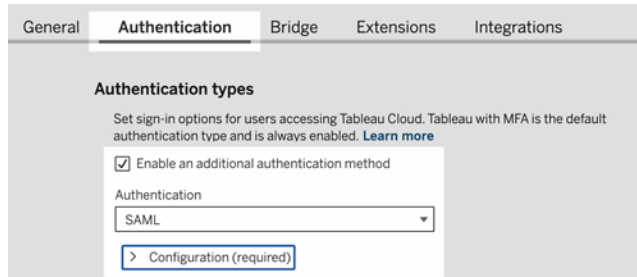 General Authentication Bridge Extensions Integrations
Authentication types
Set sign-in options for users accessing Tableau Cloud. Tableau with MFA is the default
authentication type and is always enabled. Learn more
Enable an additional authentication method
Authentication
SAML
Configuration (required)